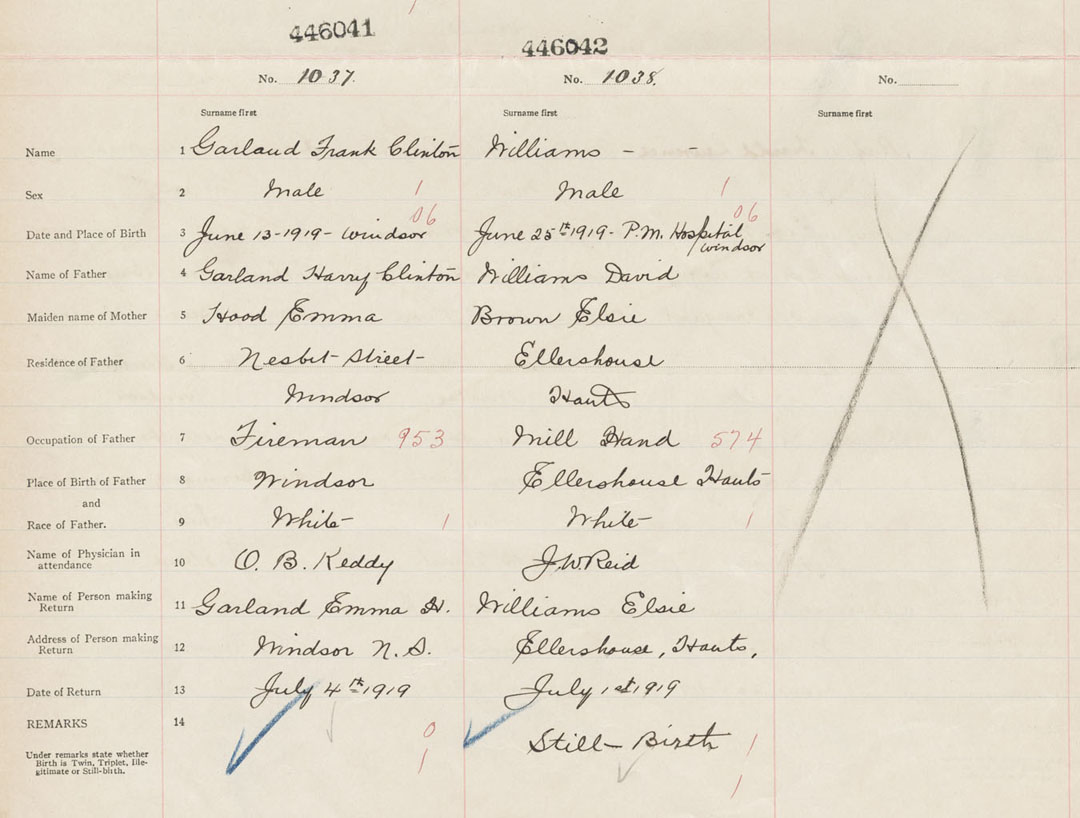 446041 446042
No. 1037. No. 1038. No.
Surname first Surname first Surname first
Name 1 Garland Frank Clinton Williams - -
Sex 2 Male 1 Male 1
06 06
Date and Place of Birth 3 June 13-1919- Windsor June 25th 1919- P.M. Hospital/
Windsor
Name of Father 4 Garland Harry Clinton Williams David
Maiden name of Mother 5 Hood Emma Brown Elsie
Residence of Father 6 Nesbit Street- Ellershouse
Windsor Hants
Occupation of Father 7 Fireman 953 Mill Hand 574
Place of Birth of Father 8 Windsor Ellershouse Hants
and
Race of Father. 9 White- 1 White- 1
Name of Physician in
attendance 10 O. B. Keddy J.W.Reid
Name of Person making
Return 11 Garland Emma H. Williams Elsie
Address of Person making
Return 12 Windsor N.S. Ellershouse, Hants,
Date of Return 13 July 4th 1919 July 1st 1919
REMARKS 14 0
Still-Birth 1
Under remarks state whether
Birth is Twin, Triplet, Ille-
gitimate or Still-birth. 1 1